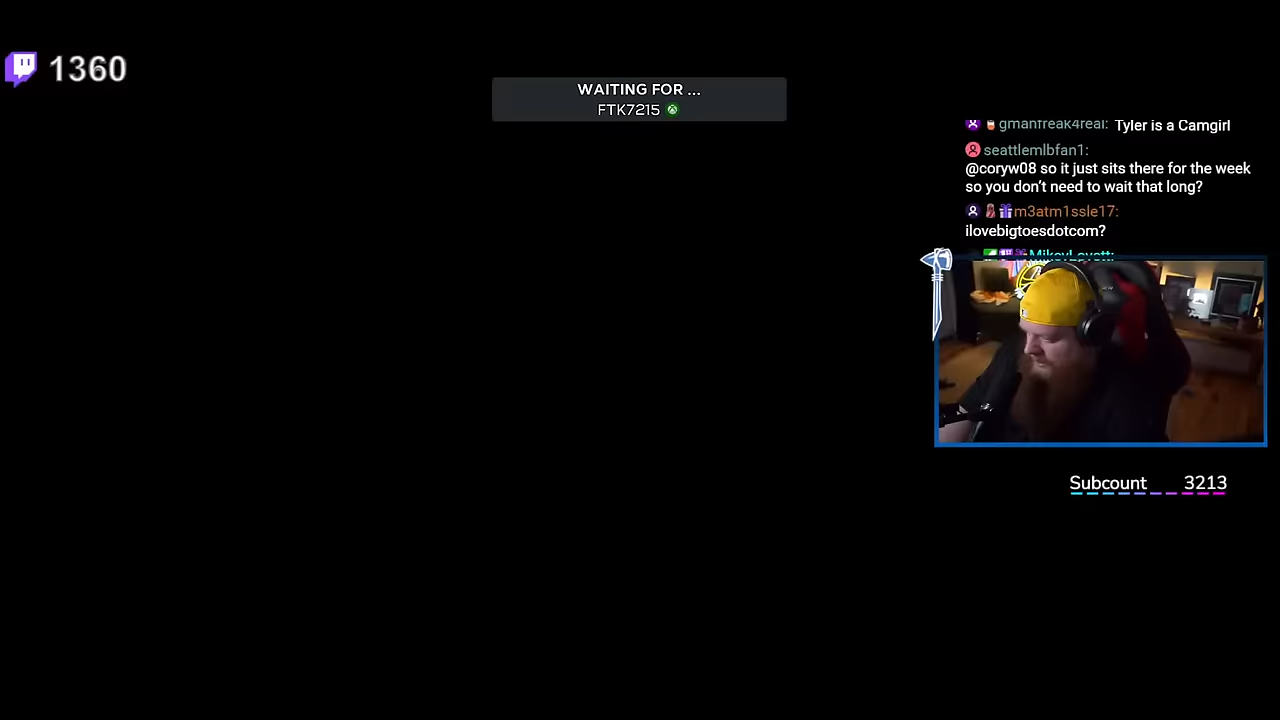 1360
WAITING FOR ...
FTK7215
gmanfreak4real: Tyler is a Camgirl
seattlemlbfan1:
@coryw08 so it just sits there for the week
so you don't need to wait that long?
m3atm1ssle17:
ilovebigtoesdotcom?
MikeyLovett:
Subcount 3213